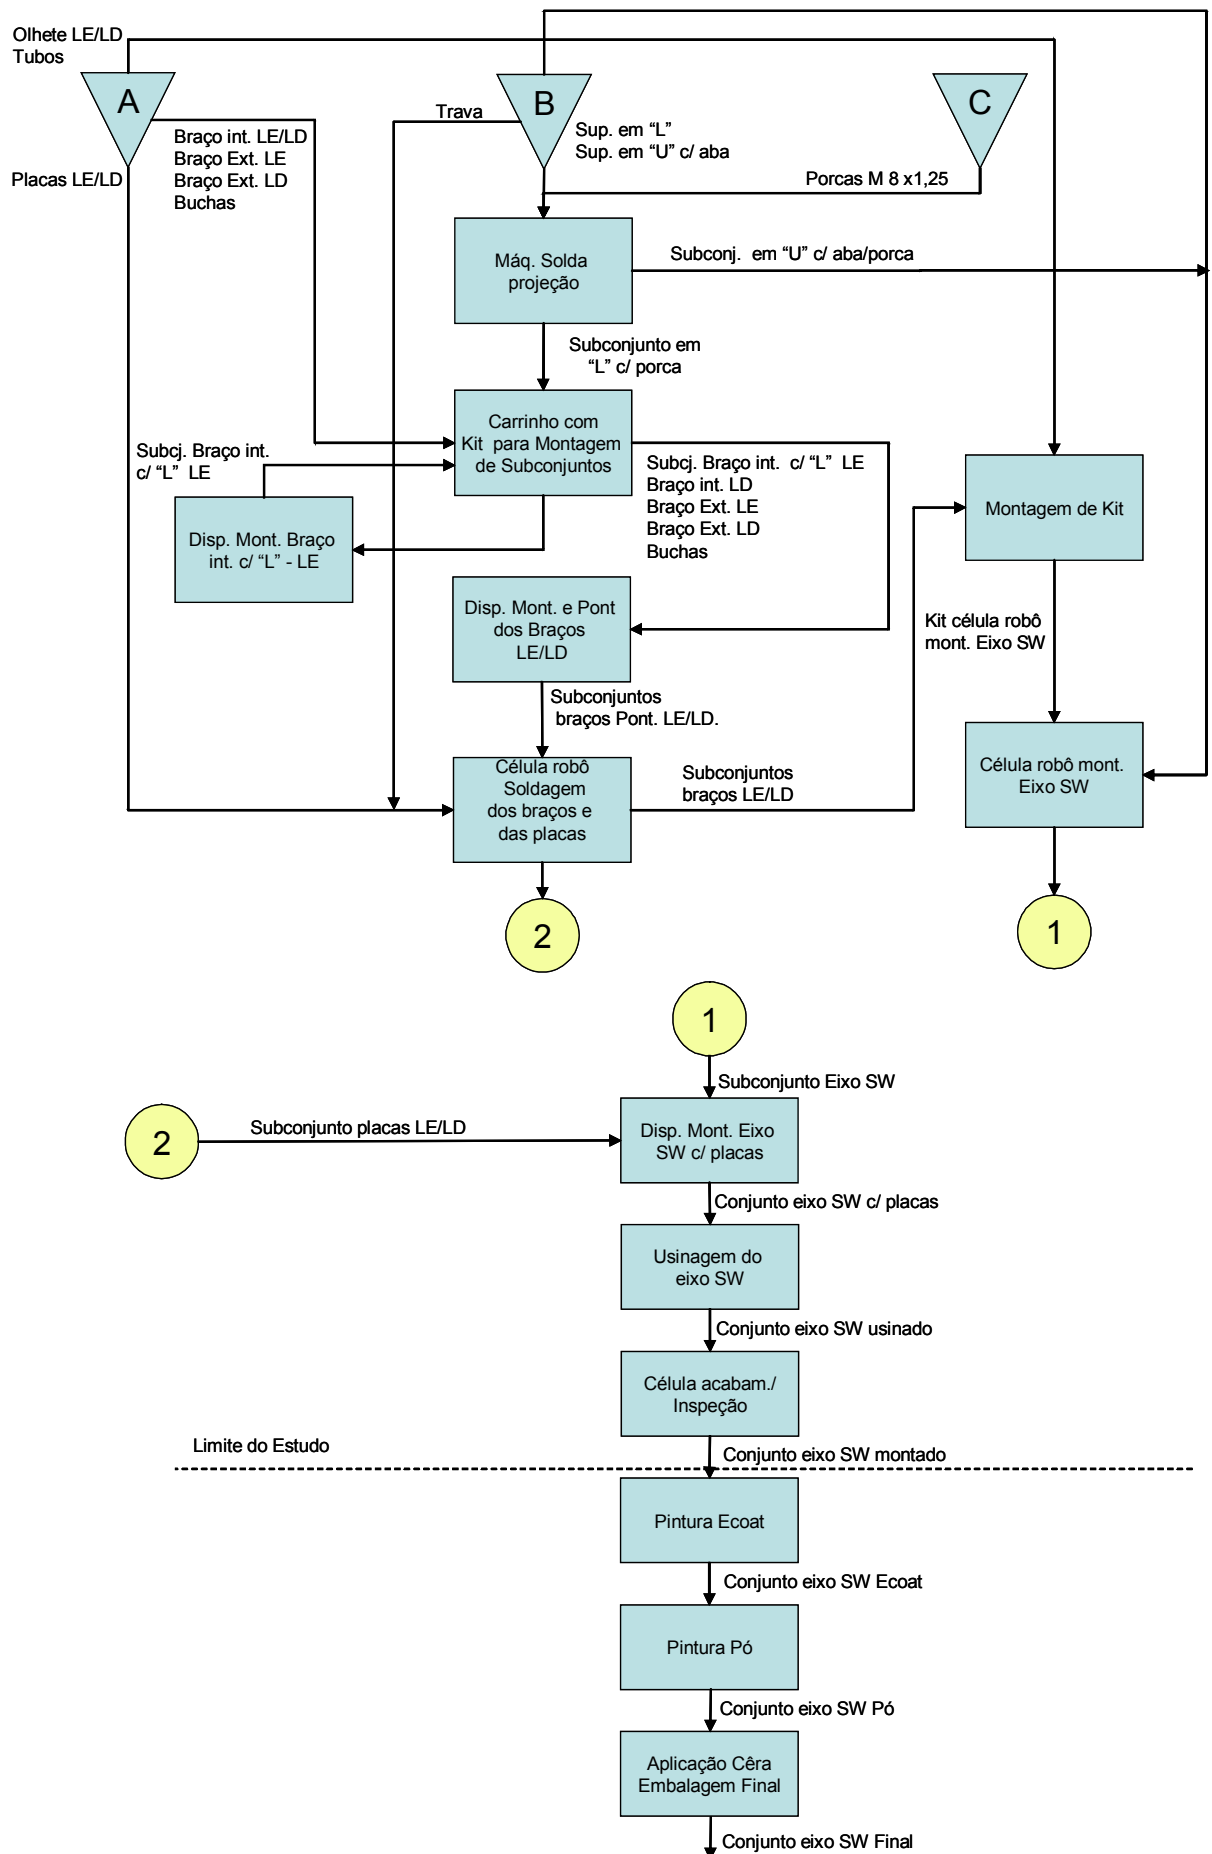 Olhete LE/LD
Tubos
A
B
C
Trava
Braço int. LE/LD
Braço Ext. LE
Braço Ext. LD
Buchas
Sup. em “L”
Sup. em “U” c/ aba
Placas LE/LD
Porcas M 8 x1,25
Máq. Solda
projeção
Subconj. em “U” c/ aba/porca
Subconjunto em
“L” c/ porca
Carrinho com
Kit para Montagem
de Subconjuntos
Subcj. Braço int.
c/ “L” LE
Subcj. Braço int. c/ “L” LE
Braço int. LD
Braço Ext. LE
Braço Ext. LD
Buchas
Montagem de Kit
Disp. Mont. Braço
int. c/ “L” - LE
Disp. Mont. e Pont
dos Braços
LE/LD
Kit célula robô
mont. Eixo SW
Subconjuntos
braços Pont. LE/LD.
Célula robô
Soldagem
dos braços e
das placas
Subconjuntos
braços LE/LD
Célula robô mont.
Eixo SW
2
1
1
Subconjunto Eixo SW
2
Subconjunto placas LE/LD
Disp. Mont. Eixo
SW c/ placas
Conjunto eixo SW c/ placas
Usinagem do
eixo SW
Conjunto eixo SW usinado
Célula acabam./
Inspeção
Limite do Estudo
Conjunto eixo SW montado
Pintura Ecoat
Conjunto eixo SW Ecoat
Pintura Pó
Conjunto eixo SW Pó
Aplicação Cêra
Embalagem Final
Conjunto eixo SW Final